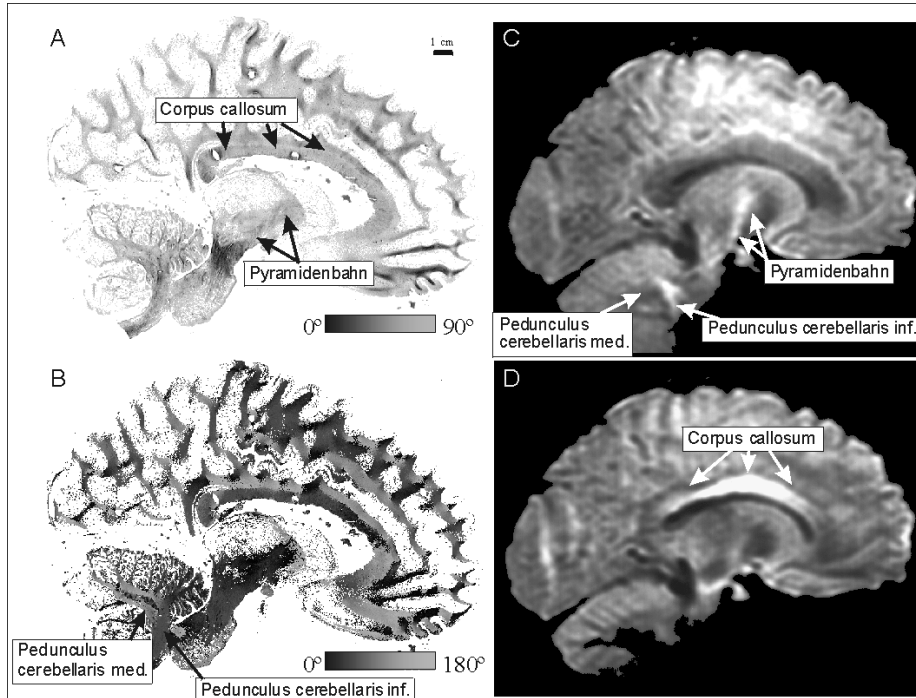 A
1 cm
Corpus callosum
Pyramidenbahn
0° 90°
B
Pedunculus
cerebellaris med.
Pedunculus cerebellaris inf.
0° 180°
C
Pyramidenbahn
Pedunculus
cerebellaris med.
Pedunculus cerebellaris inf.
D
Corpus callosum